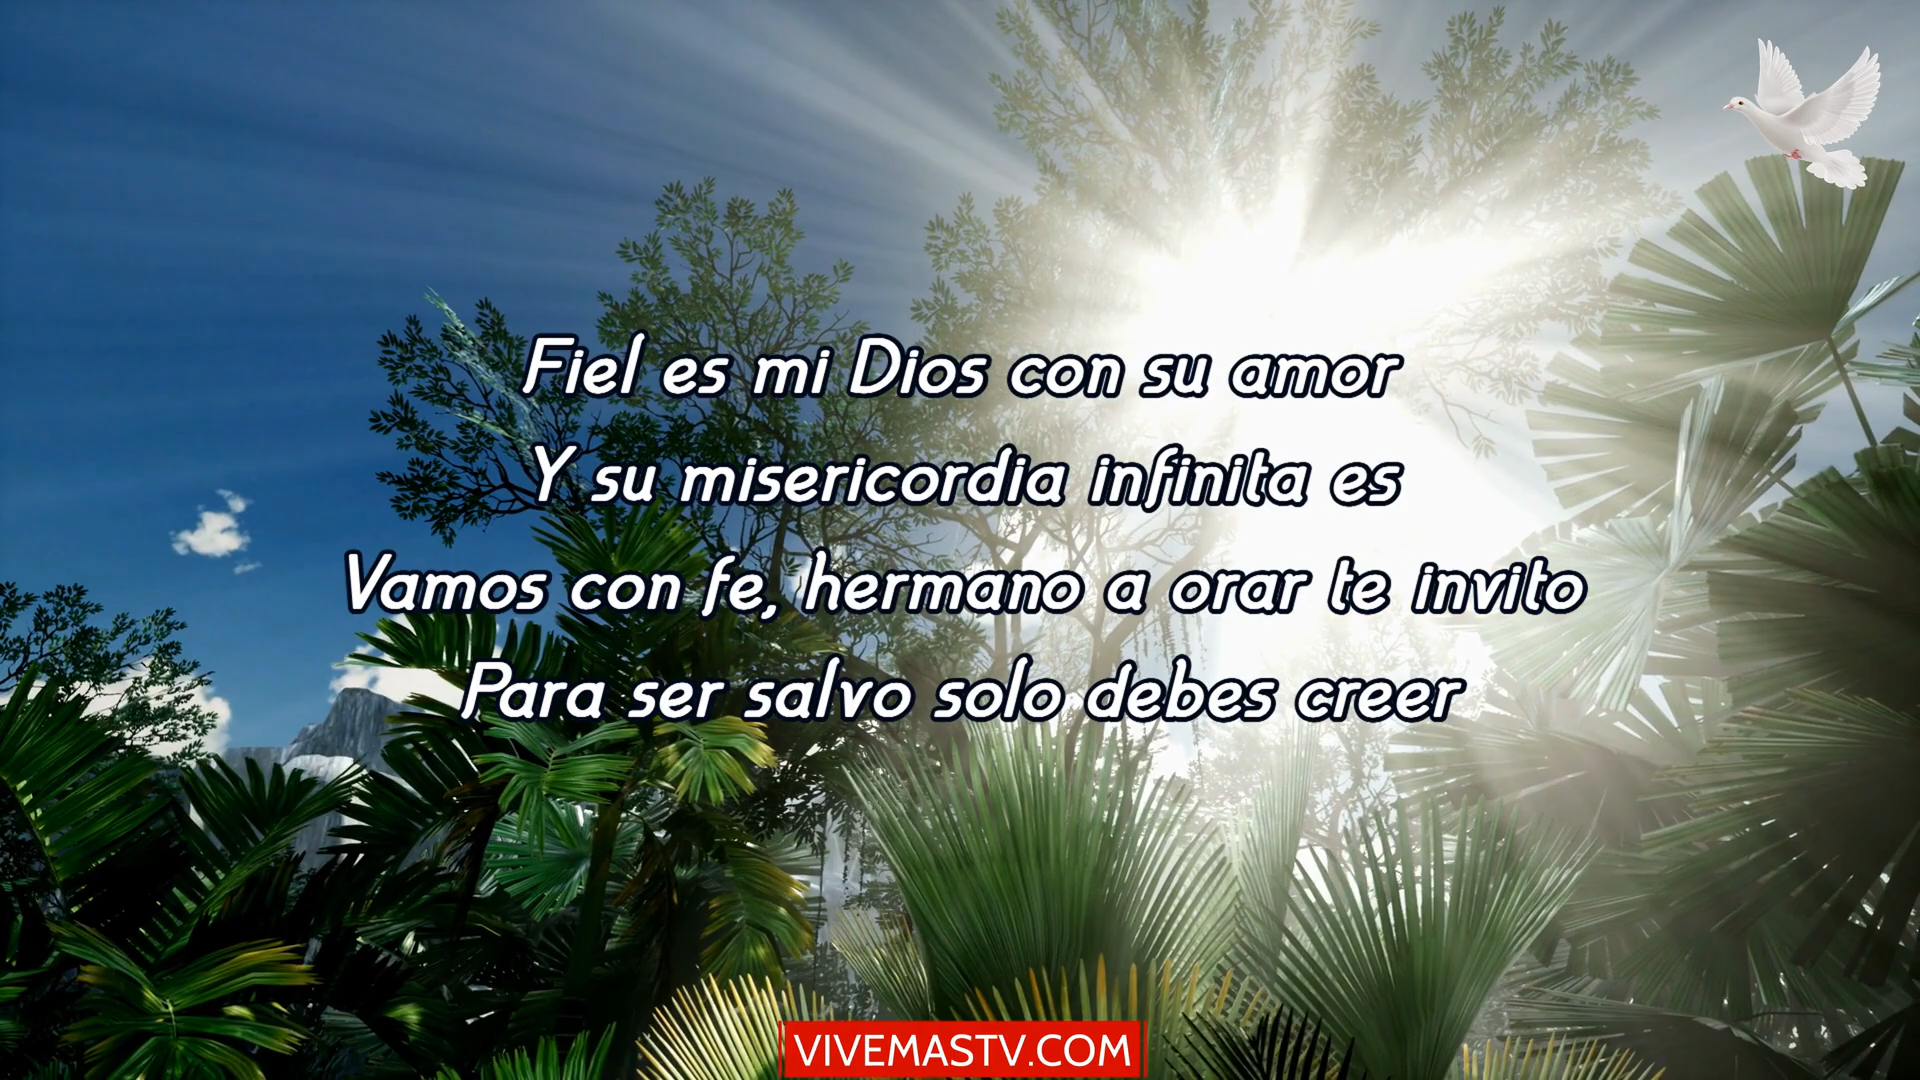 Fiel es mi Dios con su amor
Y su misericordia infinita es
Vamos con fe, hermano a orar te invito
Para ser salvo solo debes creer
VIVEMASTV.COM